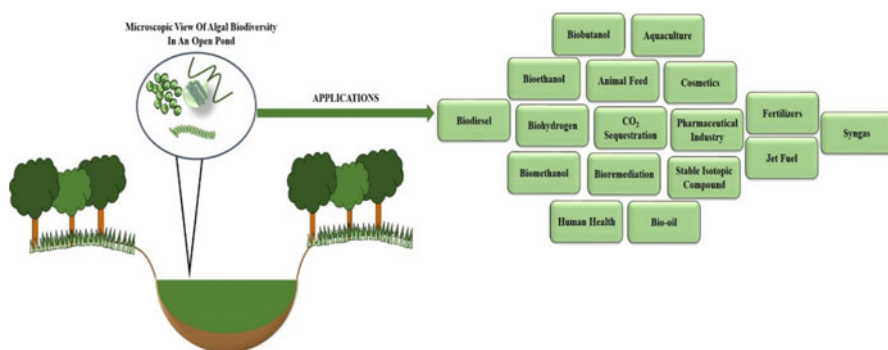 Microscopic View Of Algal Biodiversity
In An Open Pond
APPLICATIONS
Biobutanol
Aquaculture
Bioethanol
Animal Feed
Cosmetics
Biodiesel
Biohydrogen
CO₂
Sequestration
Pharmaceutical
Industry
Fertilizers
Syngas
Jet Fuel
Biomethanol
Bioremediation
Stable Isotopic
Compound
Human Health
Bio-oil